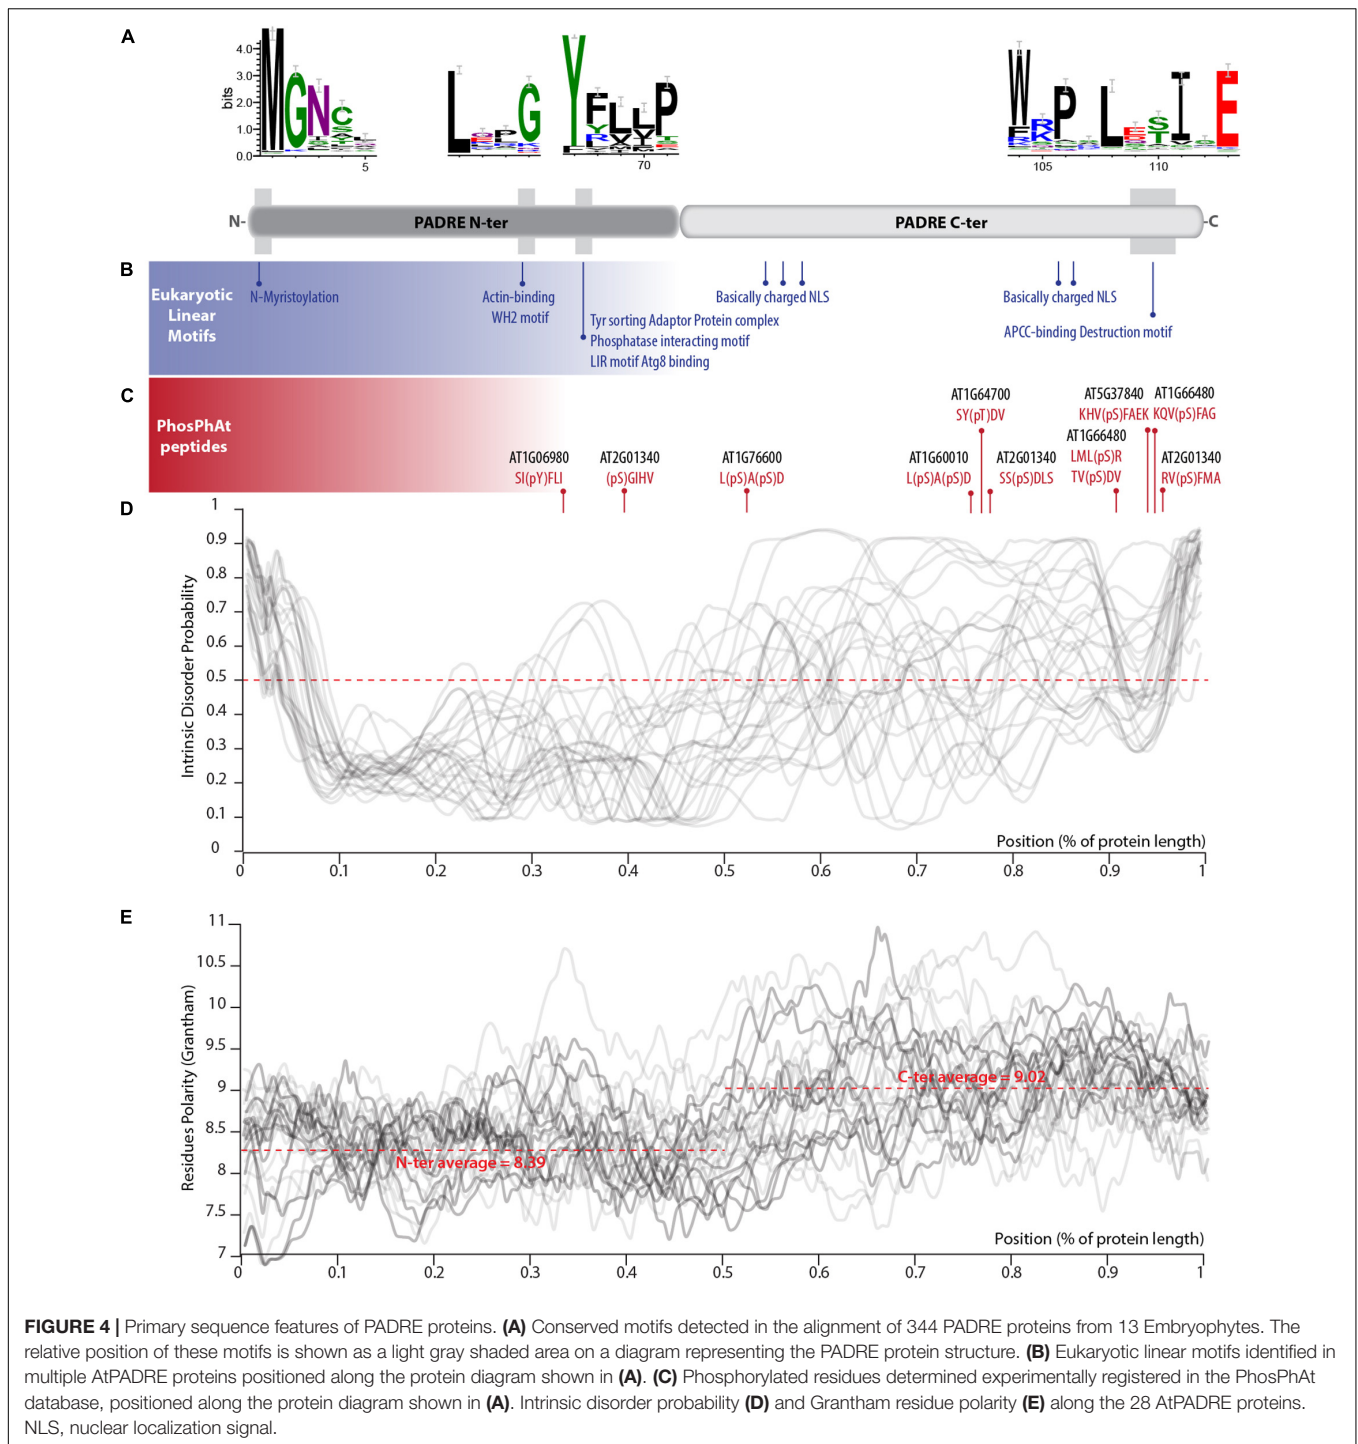 A
bits
4.0
3.0
2.0
1.0
0.0
MGNC
L G
YFLLP
W P L I E
5
70
105
110
N-
PADRE N-ter
PADRE C-ter
-C
B
Eukaryotic
Linear
Motifs
N-Myristoylation
Actin-binding
WH2 motif
Tyr sorting Adaptor Protein complex
Phosphatase interacting motif
LIR motif Atg8 binding
Basically charged NLS
Basically charged NLS
APCC-binding Destruction motif
C
PhosPhAt
peptides
AT1G06980
SI(pY)FLI
AT2G01340
(pS)GIHV
AT1G76600
L(pS)A(pS)D
AT1G64700
SY(pT)DV
AT1G60010
L(pS)A(pS)D
AT2G01340
SS(pS)DLS
AT5G37840
KHV(pS)FAEK
AT1G66480
KQV(pS)FAG
AT1G66480
LML(pS)R
TV(pS)DV
AT2G01340
RV(pS)FMA
D
Intrinsic Disorder Probability
1
0.9
0.8
0.7
0.6
0.5
0.4
0.3
0.2
0.1
0
Position (% of protein length)
0 0.1 0.2 0.3 0.4 0.5 0.6 0.7 0.8 0.9 1
E
Residues Polarity (Grantham)
11
10.5
10
9.5
9
8.5
8
7.5
7
C-ter average = 9.02
N-ter average = 8.39
Position (% of protein length)
0 0.1 0.2 0.3 0.4 0.5 0.6 0.7 0.8 0.9 1
FIGURE 4 | Primary sequence features of PADRE proteins. (A) Conserved motifs detected in the alignment of 344 PADRE proteins from 13 Embryophytes. The
relative position of these motifs is shown as a light gray shaded area on a diagram representing the PADRE protein structure. (B) Eukaryotic linear motifs identified in
multiple AtPADRE proteins positioned along the protein diagram shown in (A). (C) Phosphorylated residues determined experimentally registered in the PhosPhAt
database, positioned along the protein diagram shown in (A). Intrinsic disorder probability (D) and Grantham residue polarity (E) along the 28 AtPADRE proteins.
NLS, nuclear localization signal.